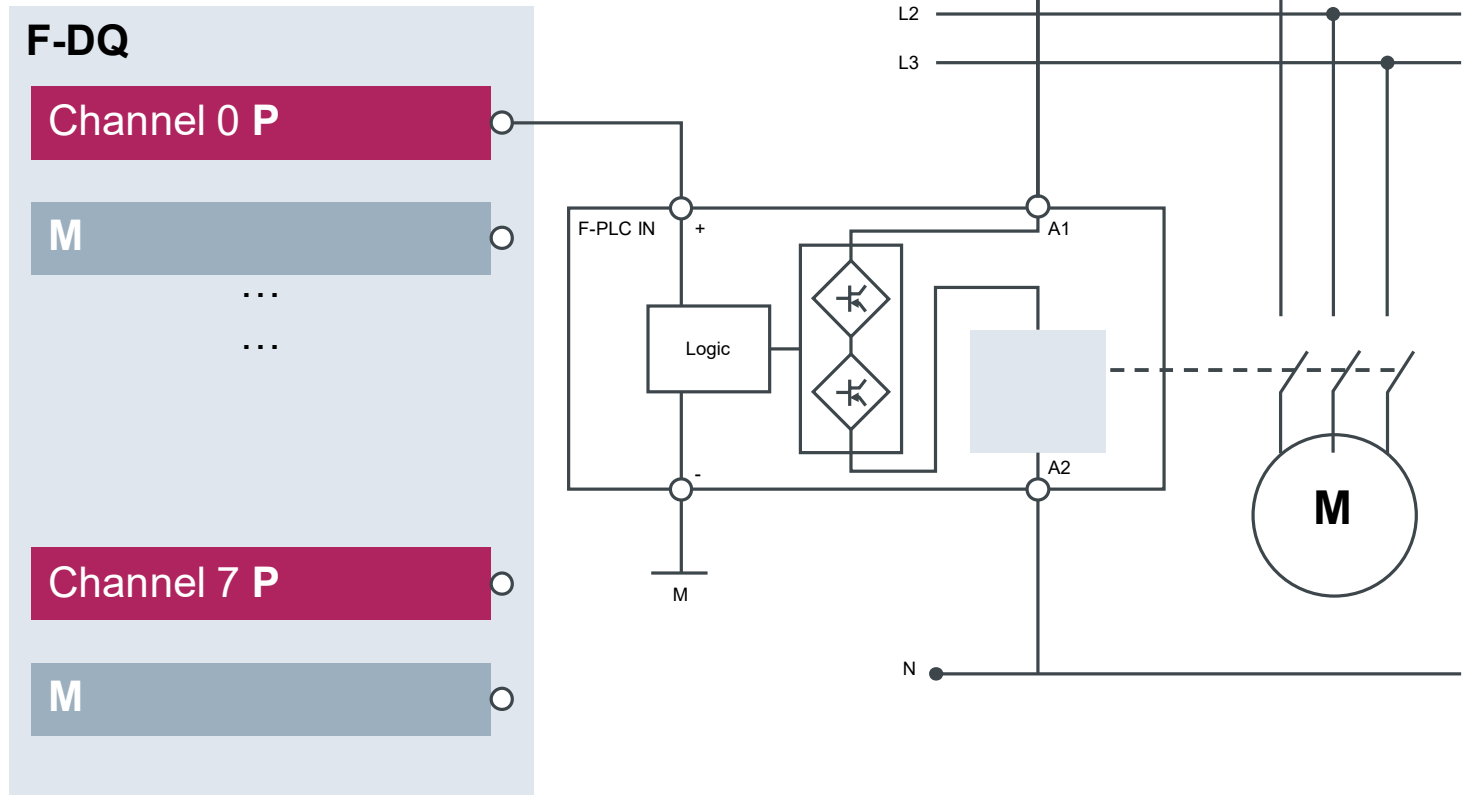 F-DQ
Channel 0 P
M
...
...
Channel 7 P
M
L2
L3
F-PLC IN
+
A1
Logic
-
A2
M
M
N